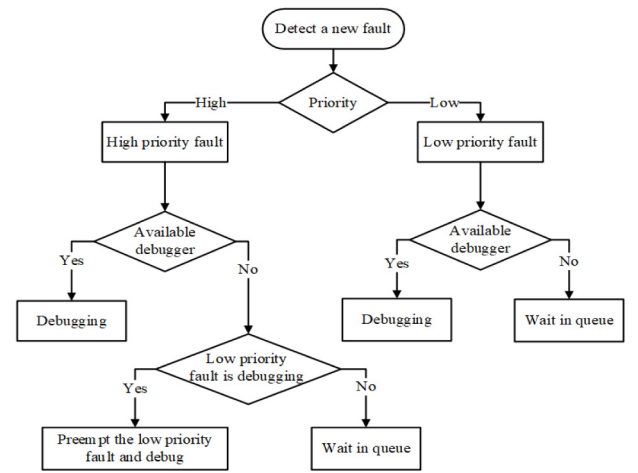 Detect a new fault
Priority
High
Low
High priority fault
Low priority fault
Available
debugger
Available
debugger
Yes
No
Yes
No
Debugging
Debugging
Wait in queue
Low priority
fault is debugging
Yes
No
Preempt the low priority
fault and debug
Wait in queue